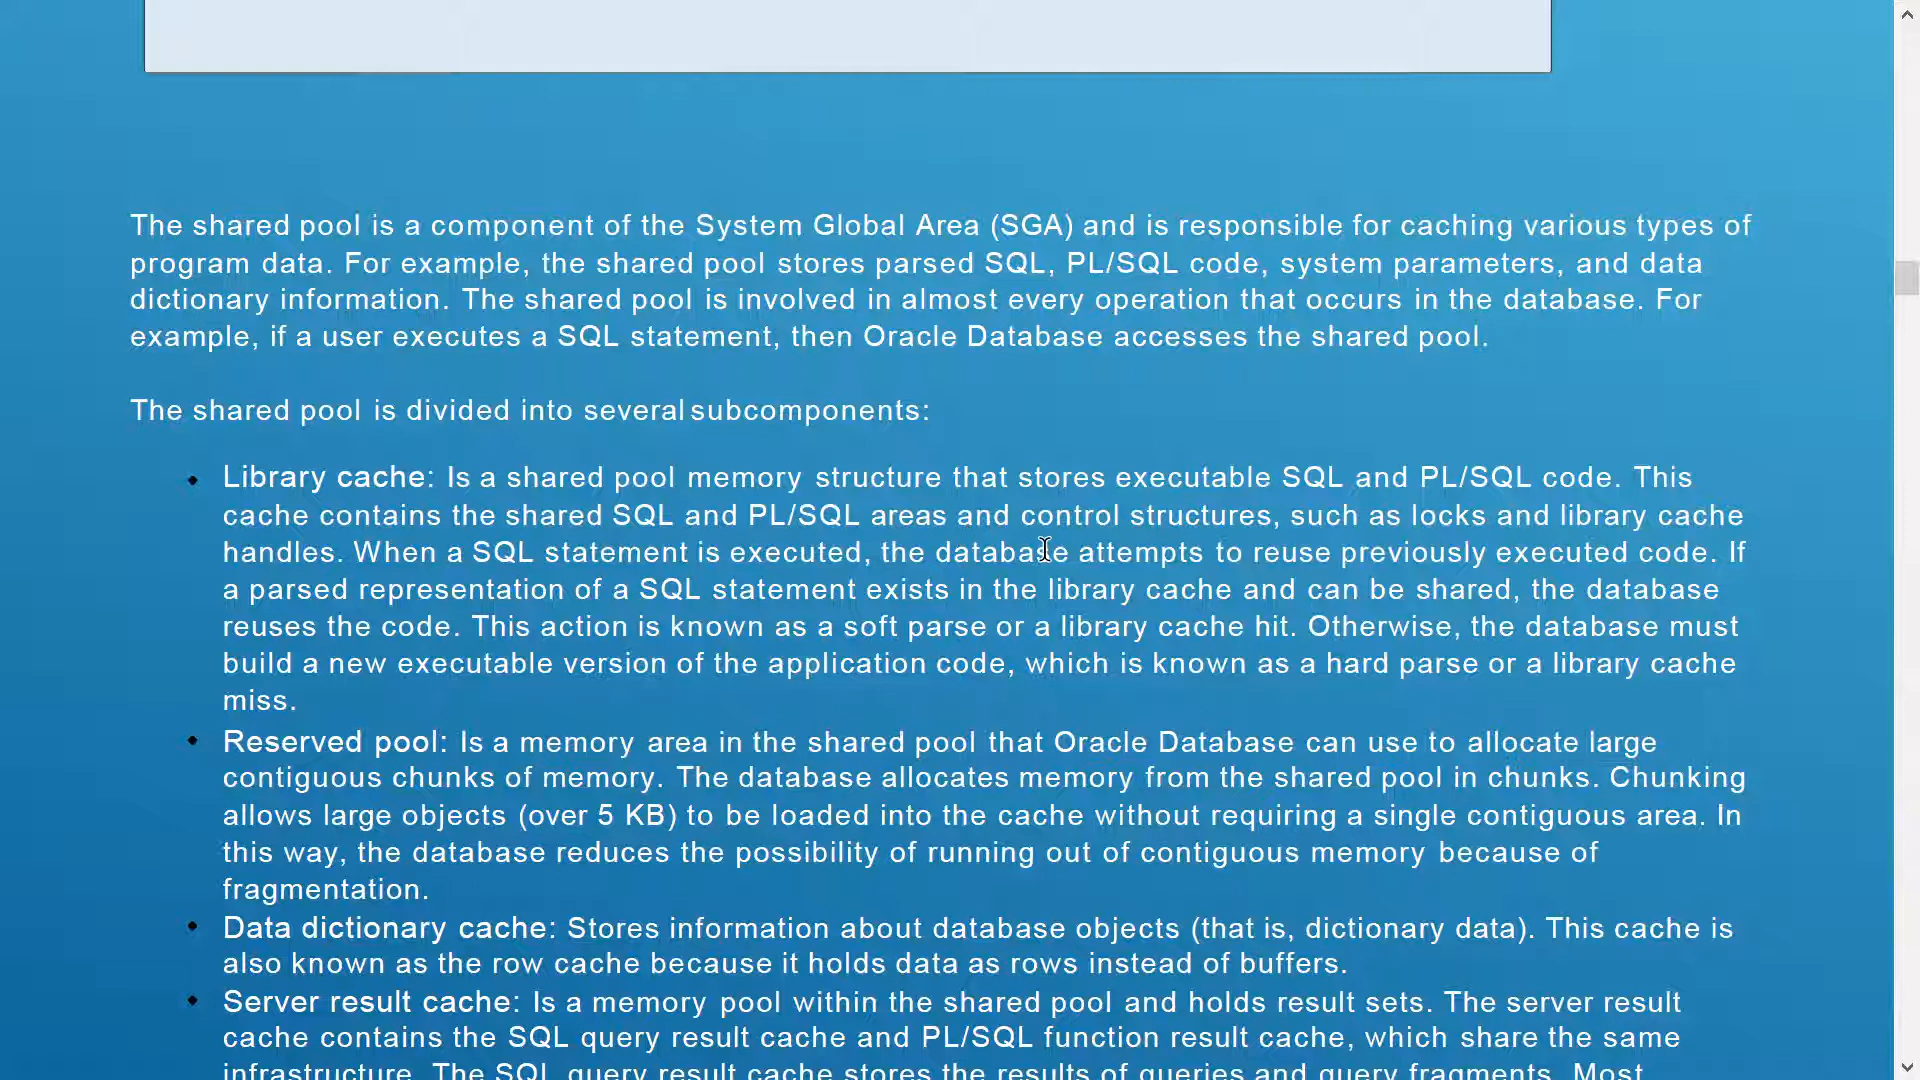 The shared pool is a component of the System Global Area (SGA) and is responsible for caching various types of
program data. For example, the shared pool stores parsed SQL, PL/SQL code, system parameters, and data
dictionary information. The shared pool is involved in almost every operation that occurs in the database. For
example, if a user executes a SQL statement, then Oracle Database accesses the shared pool.
The shared pool is divided into several subcomponents:
• Library cache: Is a shared pool memory structure that stores executable SQL and PL/SQL code. This
cache contains the shared SQL and PL/SQL areas and control structures, such as locks and library cache
handles. When a SQL statement is executed, the database attempts to reuse previously executed code. If
a parsed representation of a SQL statement exists in the library cache and can be shared, the database
reuses the code. This action is known as a soft parse or a library cache hit. Otherwise, the database must
build a new executable version of the application code, which is known as a hard parse or a library cache
miss.
• Reserved pool: Is a memory area in the shared pool that Oracle Database can use to allocate large
contiguous chunks of memory. The database allocates memory from the shared pool in chunks. Chunking
allows large objects (over 5 KB) to be loaded into the cache without requiring a single contiguous area. In
this way, the database reduces the possibility of running out of contiguous memory because of
fragmentation.
• Data dictionary cache: Stores information about database objects (that is, dictionary data). This cache is
also known as the row cache because it holds data as rows instead of buffers.
• Server result cache: Is a memory pool within the shared pool and holds result sets. The server result
cache contains the SQL query result cache and PL/SQL function result cache, which share the same
infrastructure. The SQL query result cache stores the results of queries and query fragments. Most